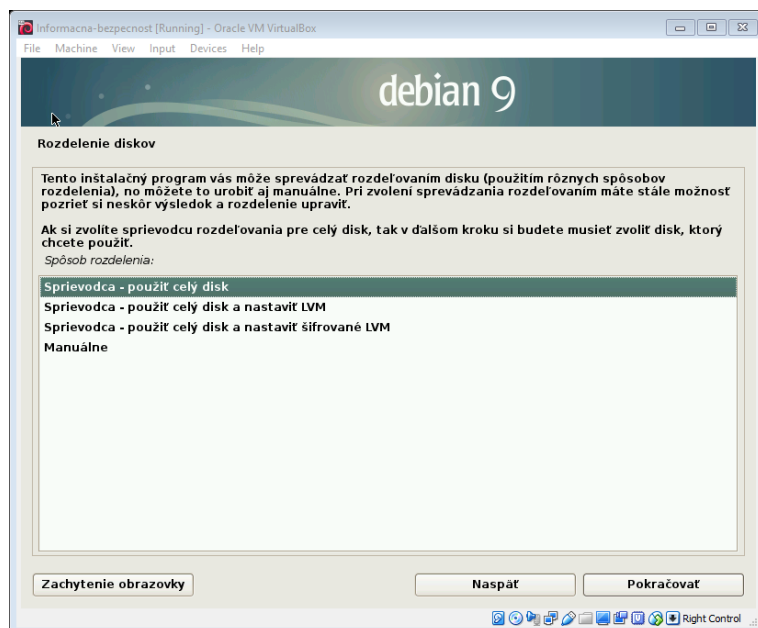 Informacna-bezpecnost [Running] - Oracle VM VirtualBox
File Machine View Input Devices Help
debian 9
Rozdelenie diskov
Tento inštalačný program vás môže sprevádzať rozdeľovaním disku (použitím rôznych spôsobov
rozdelenia), no môžete to urobiť aj manuálne. Pri zvolení sprevádzania rozdeľovaním máte stále možnosť
pozrieť si neskôr výsledok a rozdelenie upraviť.
Ak si zvolíte sprievodcu rozdeľovania pre celý disk, tak v ďalšom kroku si budete musieť zvoliť disk, ktorý
chcete použiť.
Spôsob rozdelenia:
Sprievodca - použiť celý disk
Sprievodca - použiť celý disk a nastaviť LVM
Sprievodca - použiť celý disk a nastaviť šifrované LVM
Manuálne
Zachytenie obrazovky
Naspäť
Pokračovať
Right Control